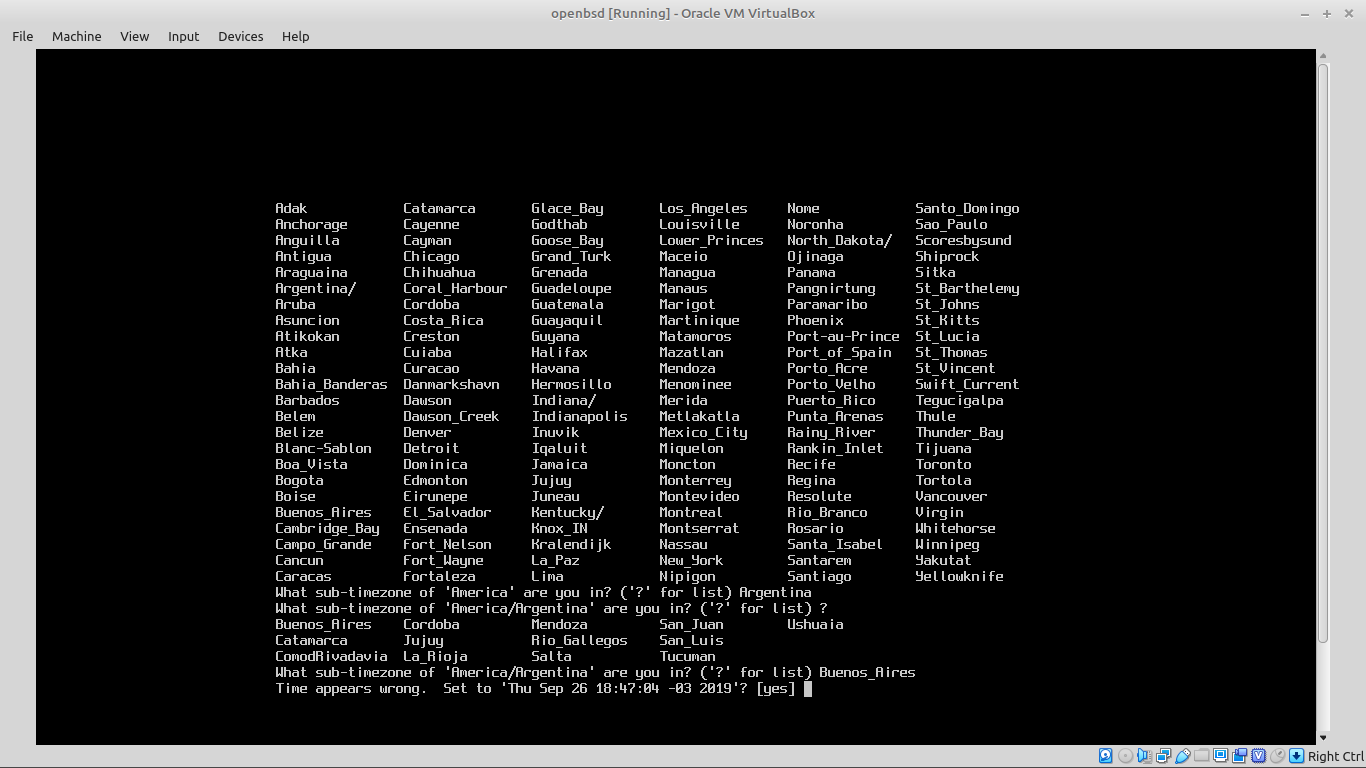 openbsd [Running] - Oracle VM VirtualBox
File Machine View Input Devices Help
Adak Catamarca Glace_Bay Los_Angeles Nome Santo_Domingo
Anchorage Cayenne Godthab Louisville Noronha Sao_Paulo
Anguilla Cayman Goose_Bay Lower_Princes North_Dakota/ Scoresbysund
Antigua Chicago Grand_Turk Maceio Ojinaga Shiprock
Araguaina Chihuahua Grenada Managua Panama Sitka
Argentina/ Coral_Harbour Guadeloupe Manaus Pangnirtung St_Barthelemy
Aruba Cordoba Guatemala Marigot Paramaribo St_Johns
Asuncion Costa_Rica Guayaquil Martinique Phoenix St_Kitts
Atikokan Creston Guyana Matamoros Port-au-Prince St_Lucia
Atka Cuiaba Halifax Mazatlan Port_of_Spain St_Thomas
Bahia Curacao Havana Mendoza Porto_Acre St_Vincent
Bahia_Banderas Danmarkshavn Hermosillo Menominee Porto_Velho Swift_Current
Barbados Dawson Indiana/ Merida Puerto_Rico Tegucigalpa
Belem Dawson_Creek Indianapolis Metlakatla Punta_Arenas Thule
Belize Denver Inuvik Mexico_City Rainy_River Thunder_Bay
Blanc-Sablon Detroit Iqaluit Miquelon Rankin_Inlet Tijuana
Boa_Vista Dominica Jamaica Moncton Recife Toronto
Bogota Edmonton Jujuy Monterrey Regina Tortola
Boise Eirunepe Juneau Montevideo Resolute Vancouver
Buenos_Aires El_Salvador Kentucky/ Montreal Rio_Branco Virgin
Cambridge_Bay Ensenada Knox_IN Montserrat Rosario Whitehorse
Campo_Grande Fort_Nelson Kralendijk Nassau Santa_Isabel Winnipeg
Cancun Fort_Wayne La_Paz New_York Santarem Yakutat
Caracas Fortaleza Lima Nipigon Santiago Yellowknife
What sub-timezone of 'America' are you in? ('?' for list) Argentina
What sub-timezone of 'America/Argentina' are you in? ('?' for list) ?
Buenos_Aires Cordoba Mendoza San_Juan Ushuaia
Catamarca Jujuy Rio_Gallegos San_Luis
ComodRivadavia La_Rioja Salta Tucuman
What sub-timezone of 'America/Argentina' are you in? ('?' for list) Buenos_Aires
Time appears wrong.  Set to 'Thu Sep 26 18:47:04 -03 2019'? [yes]
Right Ctrl